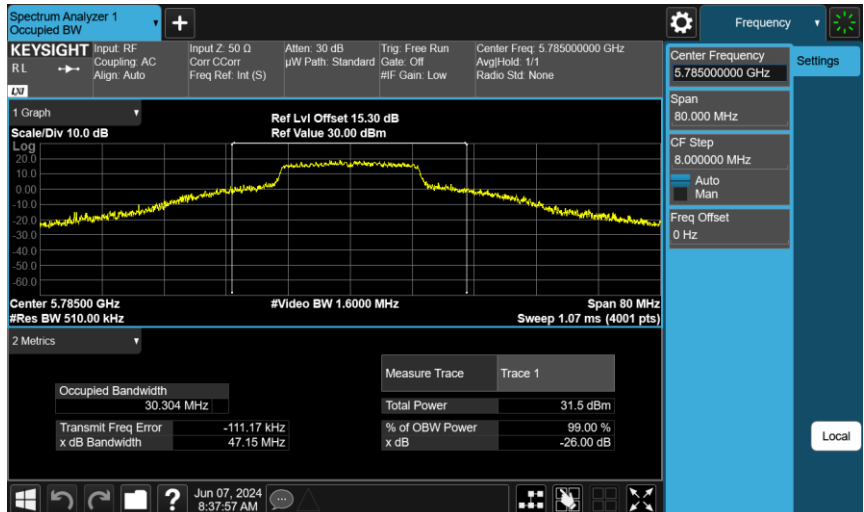 Spectrum Analyzer 1
Occupied BW
Frequency
KEYSIGHT
RL
LXI
Input: RF
Coupling: AC
Align: Auto
Input Z: 50 Ω
Corr CCorr
Freq Ref: Int (S)
Atten: 30 dB
µW Path: Standard
Trig: Free Run
Gate: Off
#IF Gain: Low
Center Freq: 5.785000000 GHz
Avg|Hold: 1/1
Radio Std: None
Center Frequency
5.785000000 GHz
Settings
Span
80.000 MHz
CF Step
8.000000 MHz
Auto
Man
Freq Offset
0 Hz
Local
1 Graph
Scale/Div 10.0 dB
Ref Lvl Offset 15.30 dB
Ref Value 30.00 dBm
Log
20.0
10.0
0.00
-10.0
-20.0
-30.0
-40.0
-50.0
-60.0
Center 5.78500 GHz
#Res BW 510.00 kHz
#Video BW 1.6000 MHz
Span 80 MHz
Sweep 1.07 ms (4001 pts)
2 Metrics
Measure Trace Trace 1
Occupied Bandwidth
30.304 MHz
Total Power 31.5 dBm
Transmit Freq Error -111.17 kHz
% of OBW Power 99.00 %
x dB Bandwidth 47.15 MHz
x dB -26.00 dB
?
Jun 07, 2024
8:37:57 AM